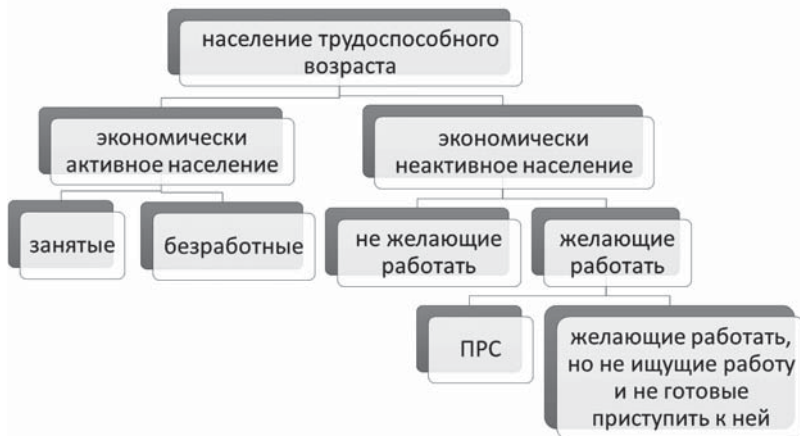 население трудоспособного
возраста
экономически
активное население
экономически
неактивное население
занятые
безработные
не желающие
работать
желающие
работать
ПРС
желающие работать,
но не ищущие работу
и не готовые
приступить к ней